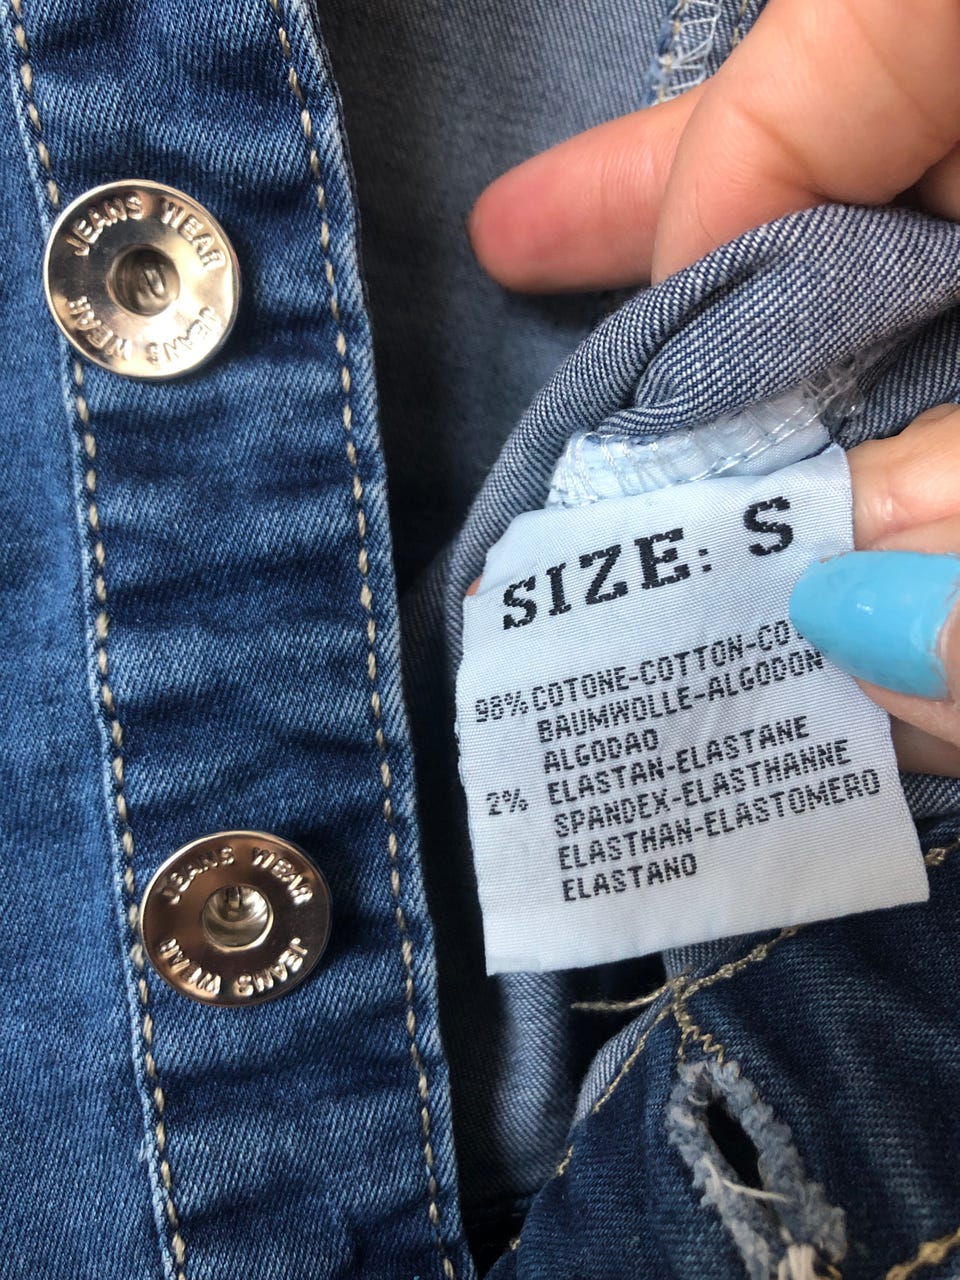 JEANS WEAR
JEANS WEAR
SIZE: S
98% COTONE-COTTON-
BAUMWOLLE-ALGODON
ALGODAO
2% ELASTAN-ELASTANE
SPANDEX-ELASTHANNE
ELASTHAN-ELASTOMERO
ELASTANO
JEANS WEAR
JEANS WEAR